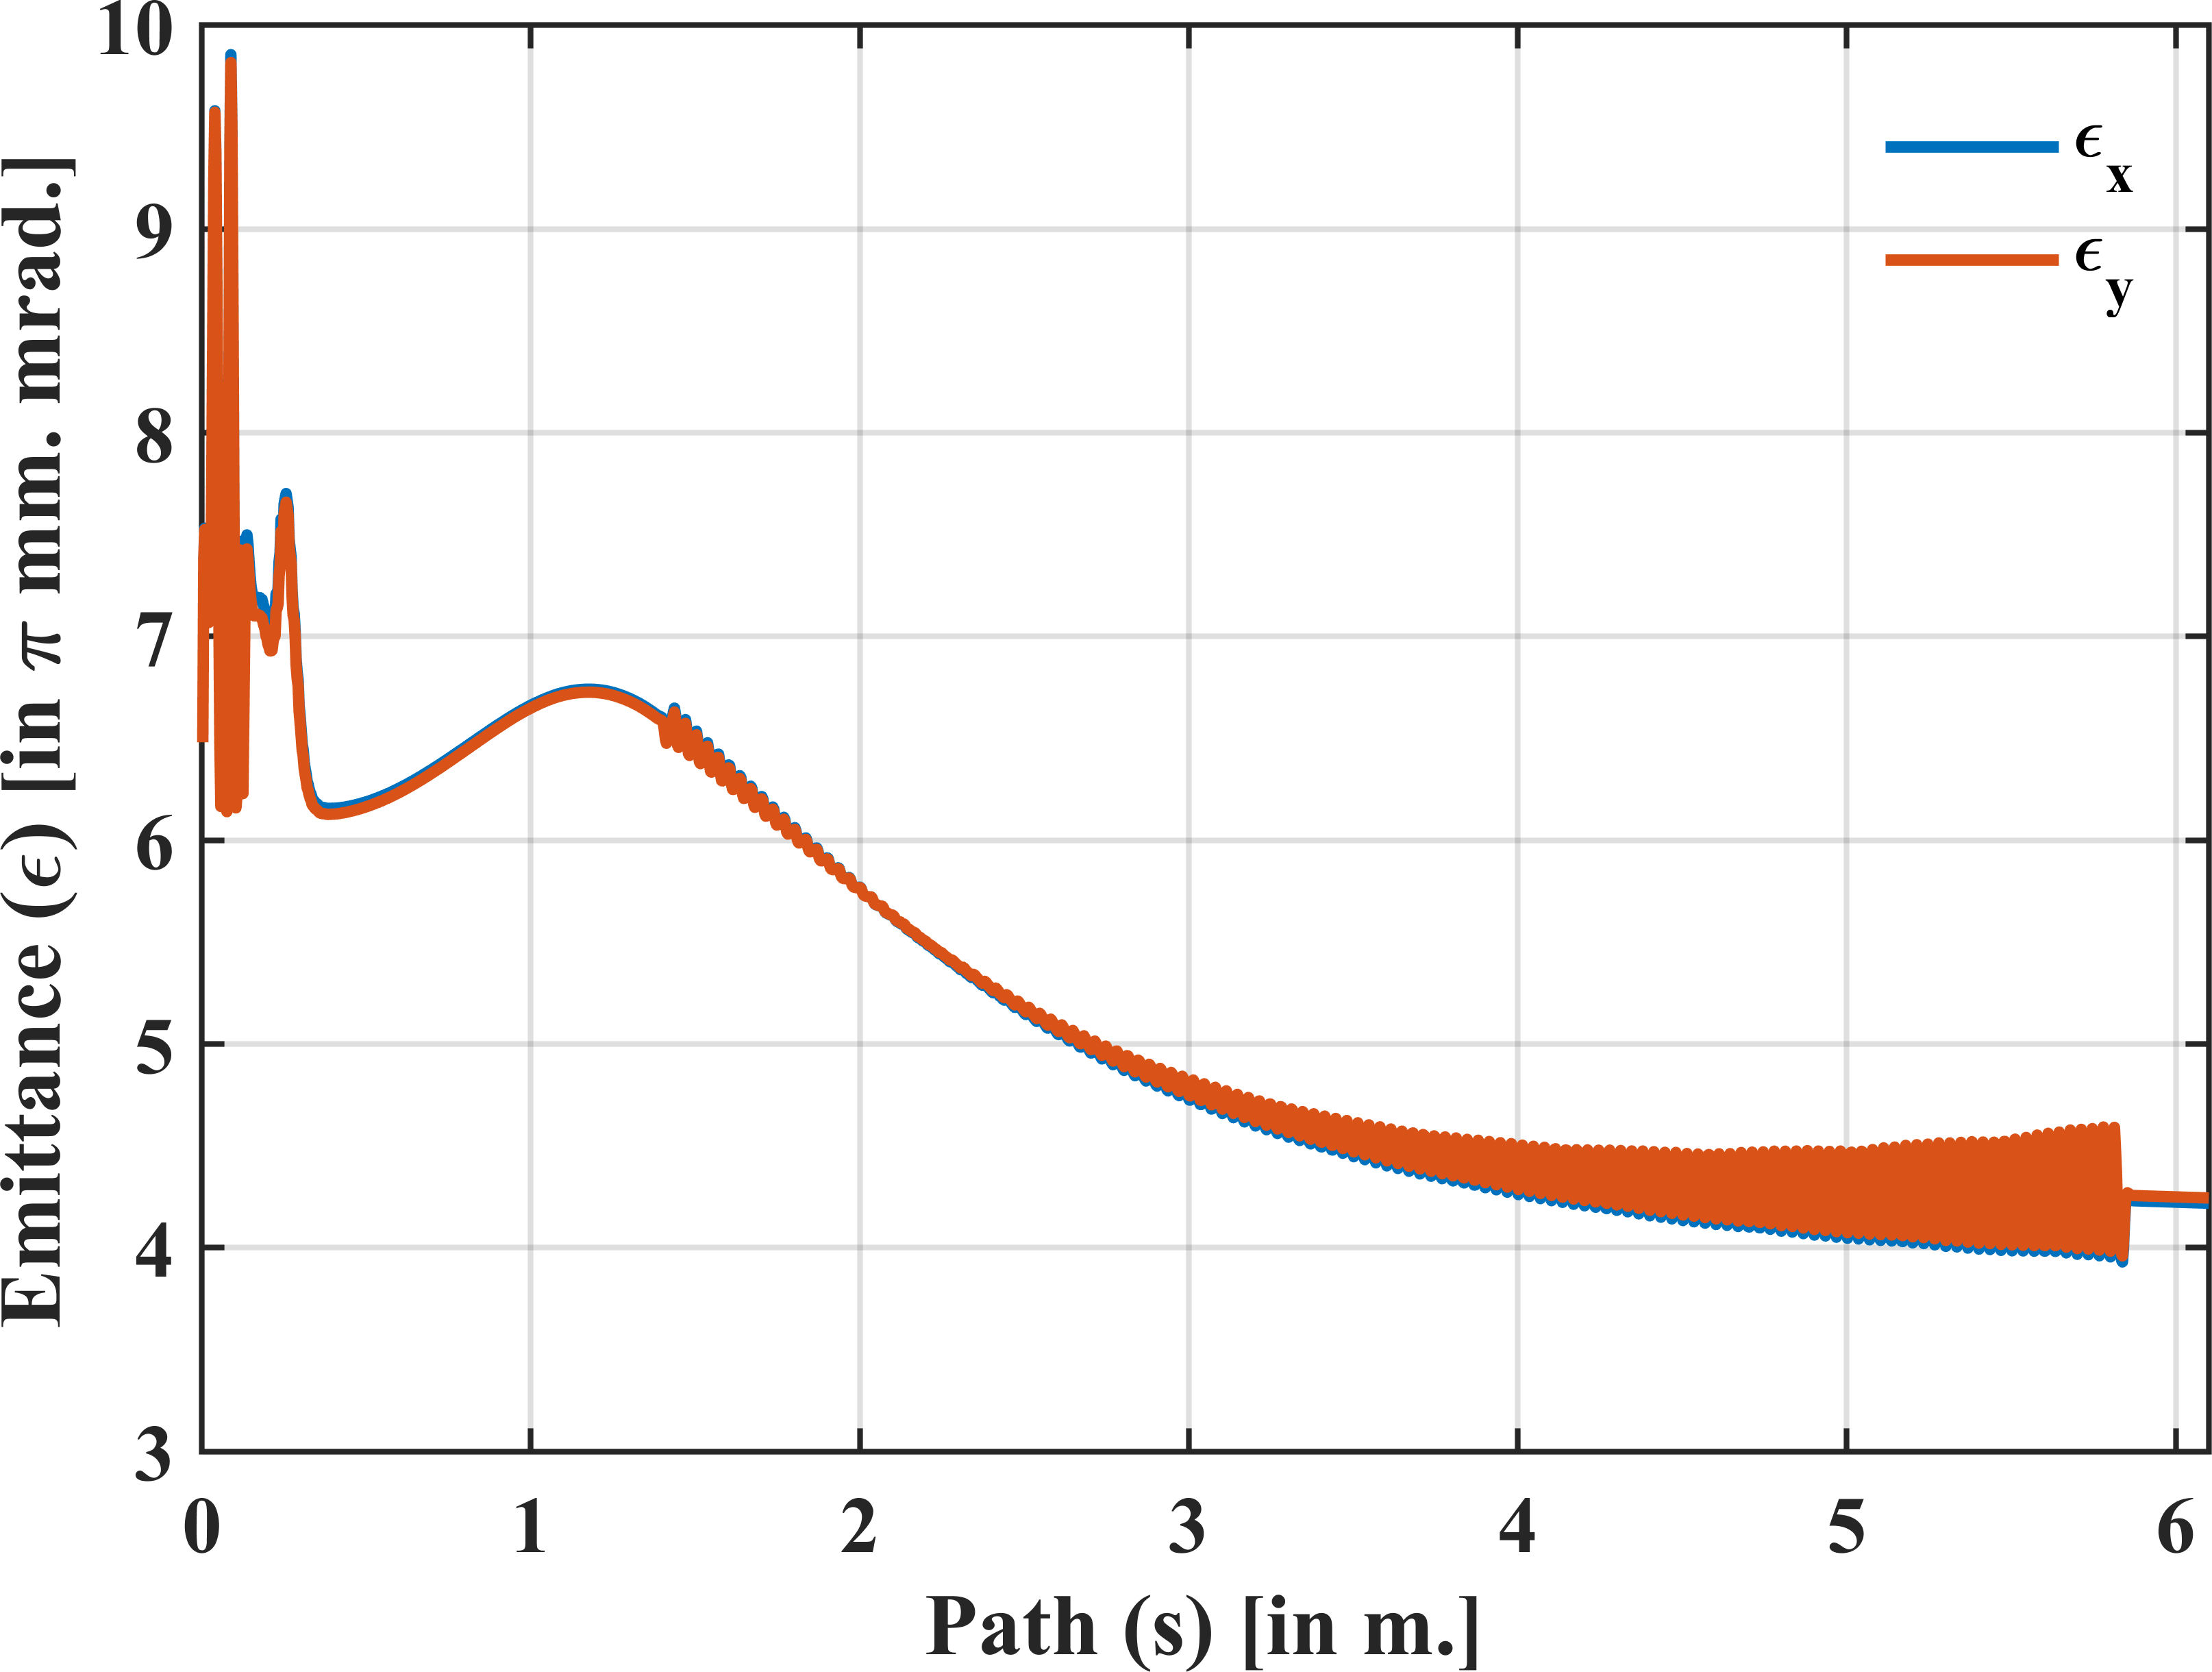 Emittance (ϵ) [in π mm. mrad.]
10
9
8
7
6
5
4
3
0 1 2 3 4 5 6
Path (s) [in m.]
ϵx
ϵy